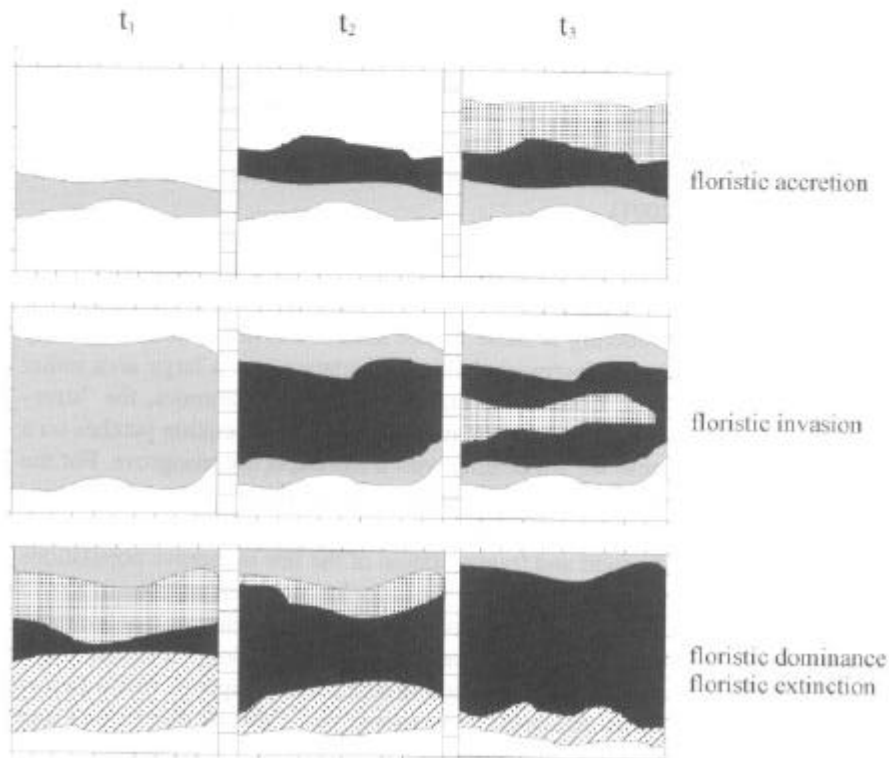 t₁ t₂ t₃
floristic accretion
floristic invasion
floristic dominance
floristic extinction